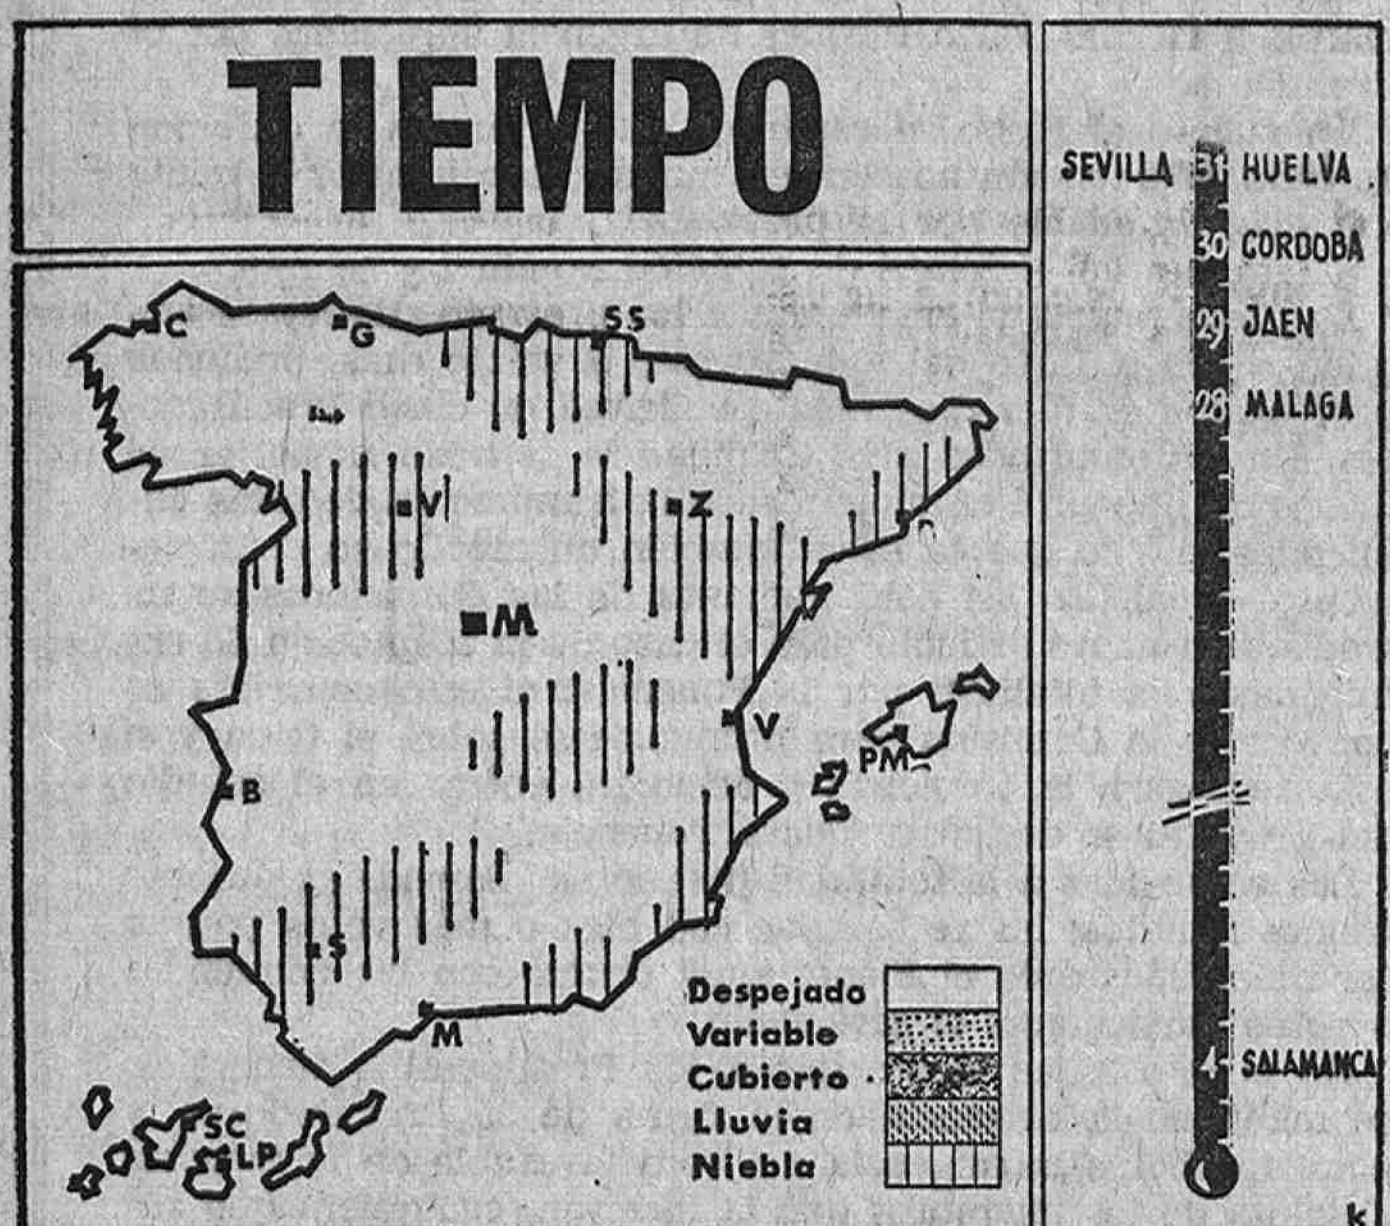 TIEMPO
SEVILLA 31 HUELVA
30 CORDOBA
29 JAEN
28 MALAGA
4 SALAMANCA
C
G
SS
V
Z
M
V
PM
B
S
M
SC
LP
Despejado
Variable
Cubierto
Lluvia
Niebla
k